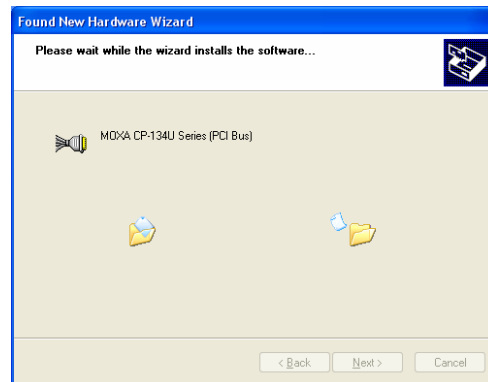 Found New Hardware Wizard
Please wait while the wizard installs the software...
MOXA CP-134U Series (PCI Bus)
< Back
Next >
Cancel